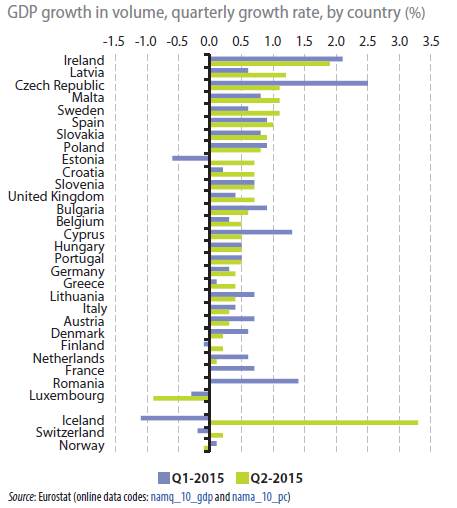 GDP growth in volume, quarterly growth rate, by country (%)
-1.5 -1.0 -0.5 0.0 0.5 1.0 1.5 2.0 2.5 3.0 3.5
Ireland
Latvia
Czech Republic
Malta
Sweden
Spain
Slovakia
Poland
Estonia
Croatia
Slovenia
United Kingdom
Bulgaria
Belgium
Cyprus
Hungary
Portugal
Germany
Greece
Lithuania
Italy
Austria
Denmark
Finland
Netherlands
France
Romania
Luxembourg
Iceland
Switzerland
Norway
Q1-2015 Q2-2015
Source: Eurostat (online data codes: namq_10_gdp and nama_10_pc)